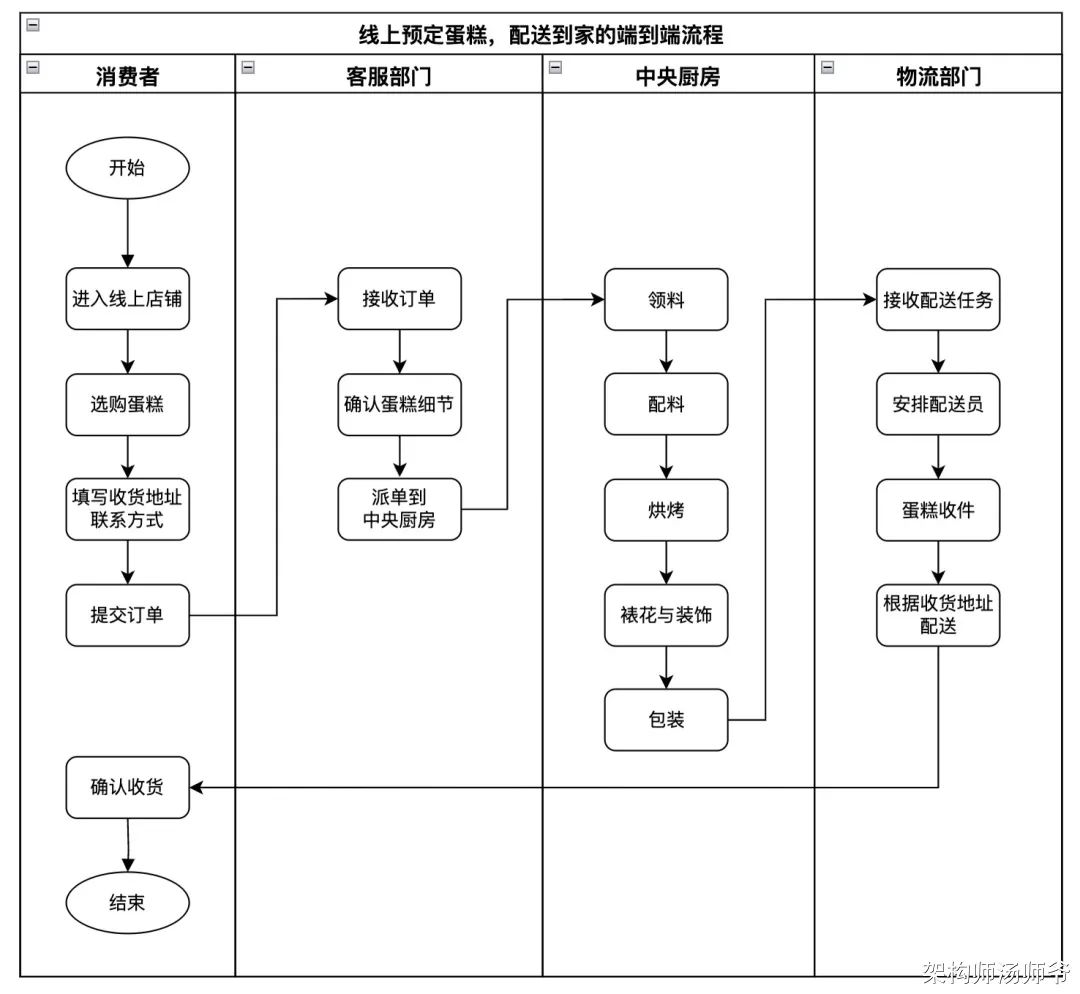 线上预定蛋糕，配送到家的端到端流程
消费者
客服部门
中央厨房
物流部门
开始
进入线上店铺
选购蛋糕
填写收货地址
联系方式
提交订单
接收订单
确认蛋糕细节
派单到
中央厨房
领料
配料
烘烤
裱花与装饰
包装
接收配送任务
安排配送员
蛋糕收件
根据收货地址
配送
确认收货
结束
架构师汤师爷